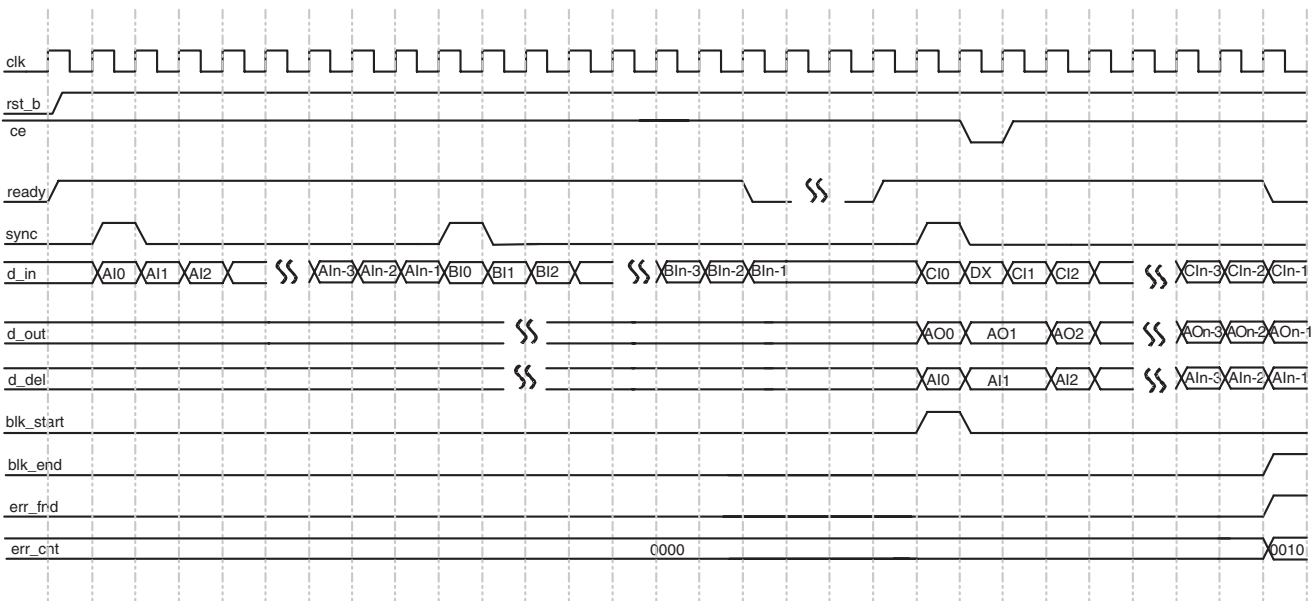 clk
rst_b
ce
ready
sync
d_in AI0 AI1 AI2 AIn-3 AIn-2 AIn-1 BI0 BI1 BI2 BIn-3 BIn-2 BIn-1 CI0 DX CI1 CI2 CIn-3 CIn-2 CIn-1
d_out AO0 AO1 AO2 AOn-3 AOn-2 AOn-1
d_del AI0 AI1 AI2 AIn-3 AIn-2 AIn-1
blk_start
blk_end
err_fnd
err_cnt 0000 0010